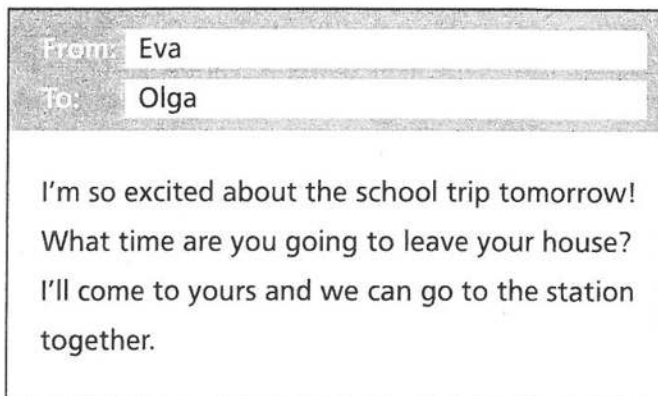 From: Eva
To: Olga
I'm so excited about the school trip tomorrow!
What time are you going to leave your house?
I'll come to yours and we can go to the station
together.